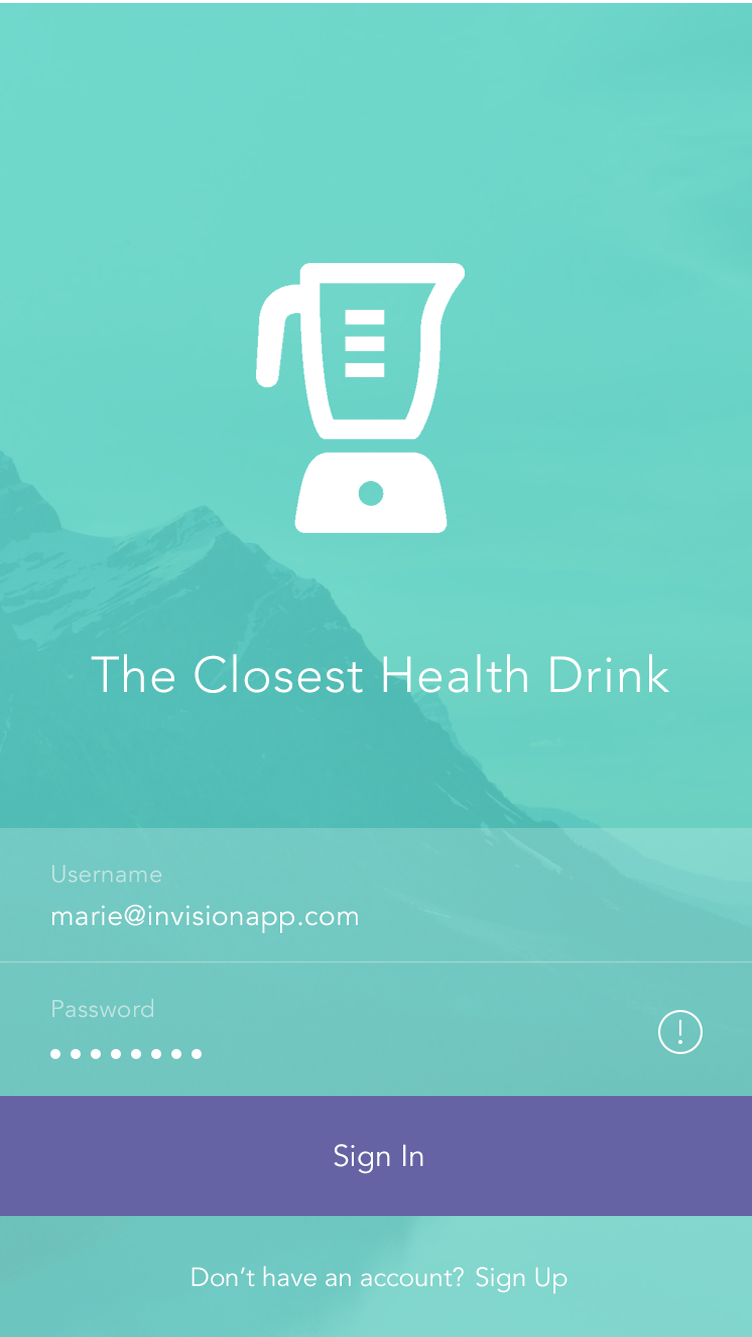 The Closest Health Drink
Username
marie@invisionapp.com
Password
••••••••
!
Sign In
Don’t have an account? Sign Up